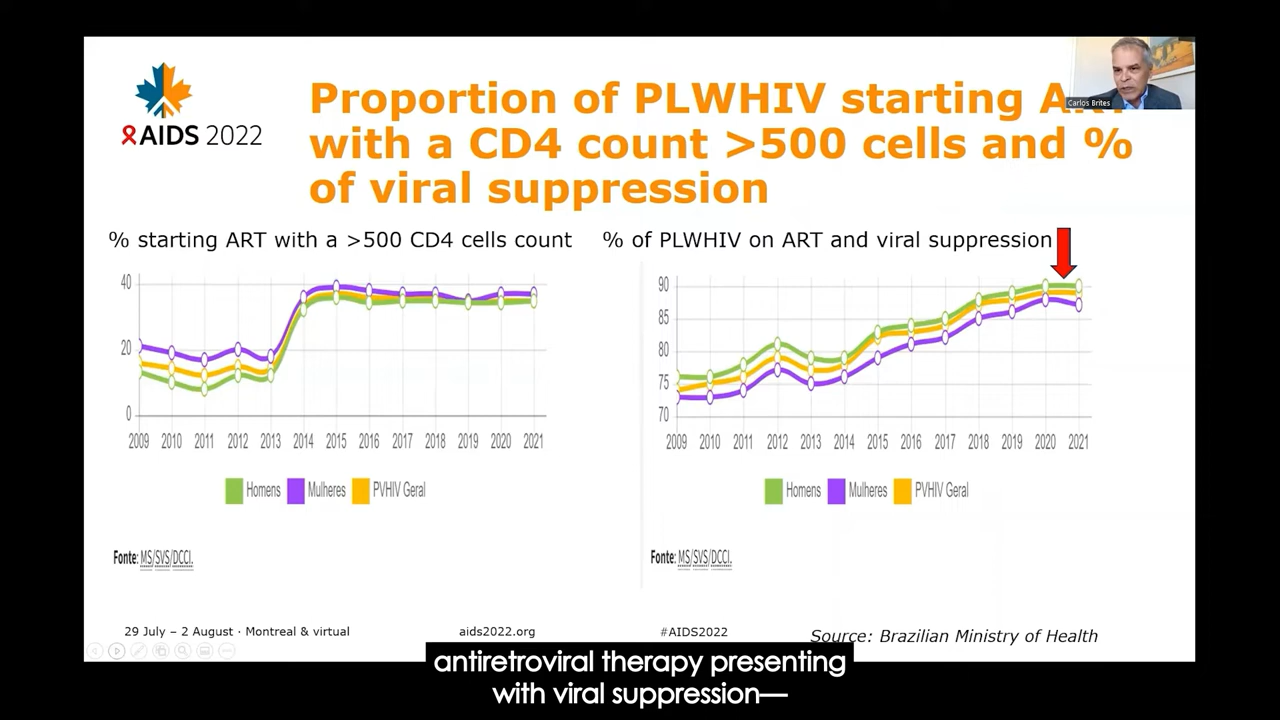 Proportion of PLWHIV starting ART
with a CD4 count >500 cells and %
of viral suppression
Carlos Brites
AIDS 2022
% starting ART with a >500 CD4 cells count
40
20
0
2009 2010 2011 2012 2013 2014 2015 2016 2017 2018 2019 2020 2021
Homens Mulheres PVHIV Geral
Fonte: MS/SVS/DCCI.
% of PLWHIV on ART and viral suppression
90
85
80
75
70
2009 2010 2011 2012 2013 2014 2015 2016 2017 2018 2019 2020 2021
Homens Mulheres PVHIV Geral
Fonte: MS/SVS/DCCI.
29 July – 2 August · Montreal & virtual
aids2022.org
#AIDS2022
Source: Brazilian Ministry of Health
antiretroviral therapy presenting
with viral suppression—